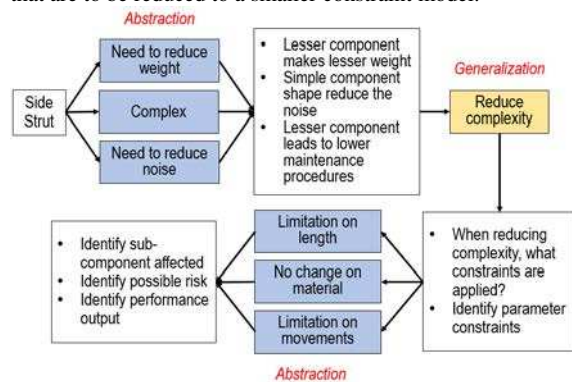 that are to be reduced to a smaller constraint model.
Abstraction
Need to reduce
weight
Side
Strut
Complex
Need to reduce
noise
• Lesser component
makes lesser weight
• Simple component
shape reduce the
noise
• Lesser component
leads to lower
maintenance
procedures
Generalization
Reduce
complexity
• When reducing
complexity, what
constraints are
applied?
• Identify parameter
constraints
Limitation on
length
No change on
material
Limitation on
movements
Abstraction
• Identify sub-
component affected
• Identify possible risk
• Identify performance
output